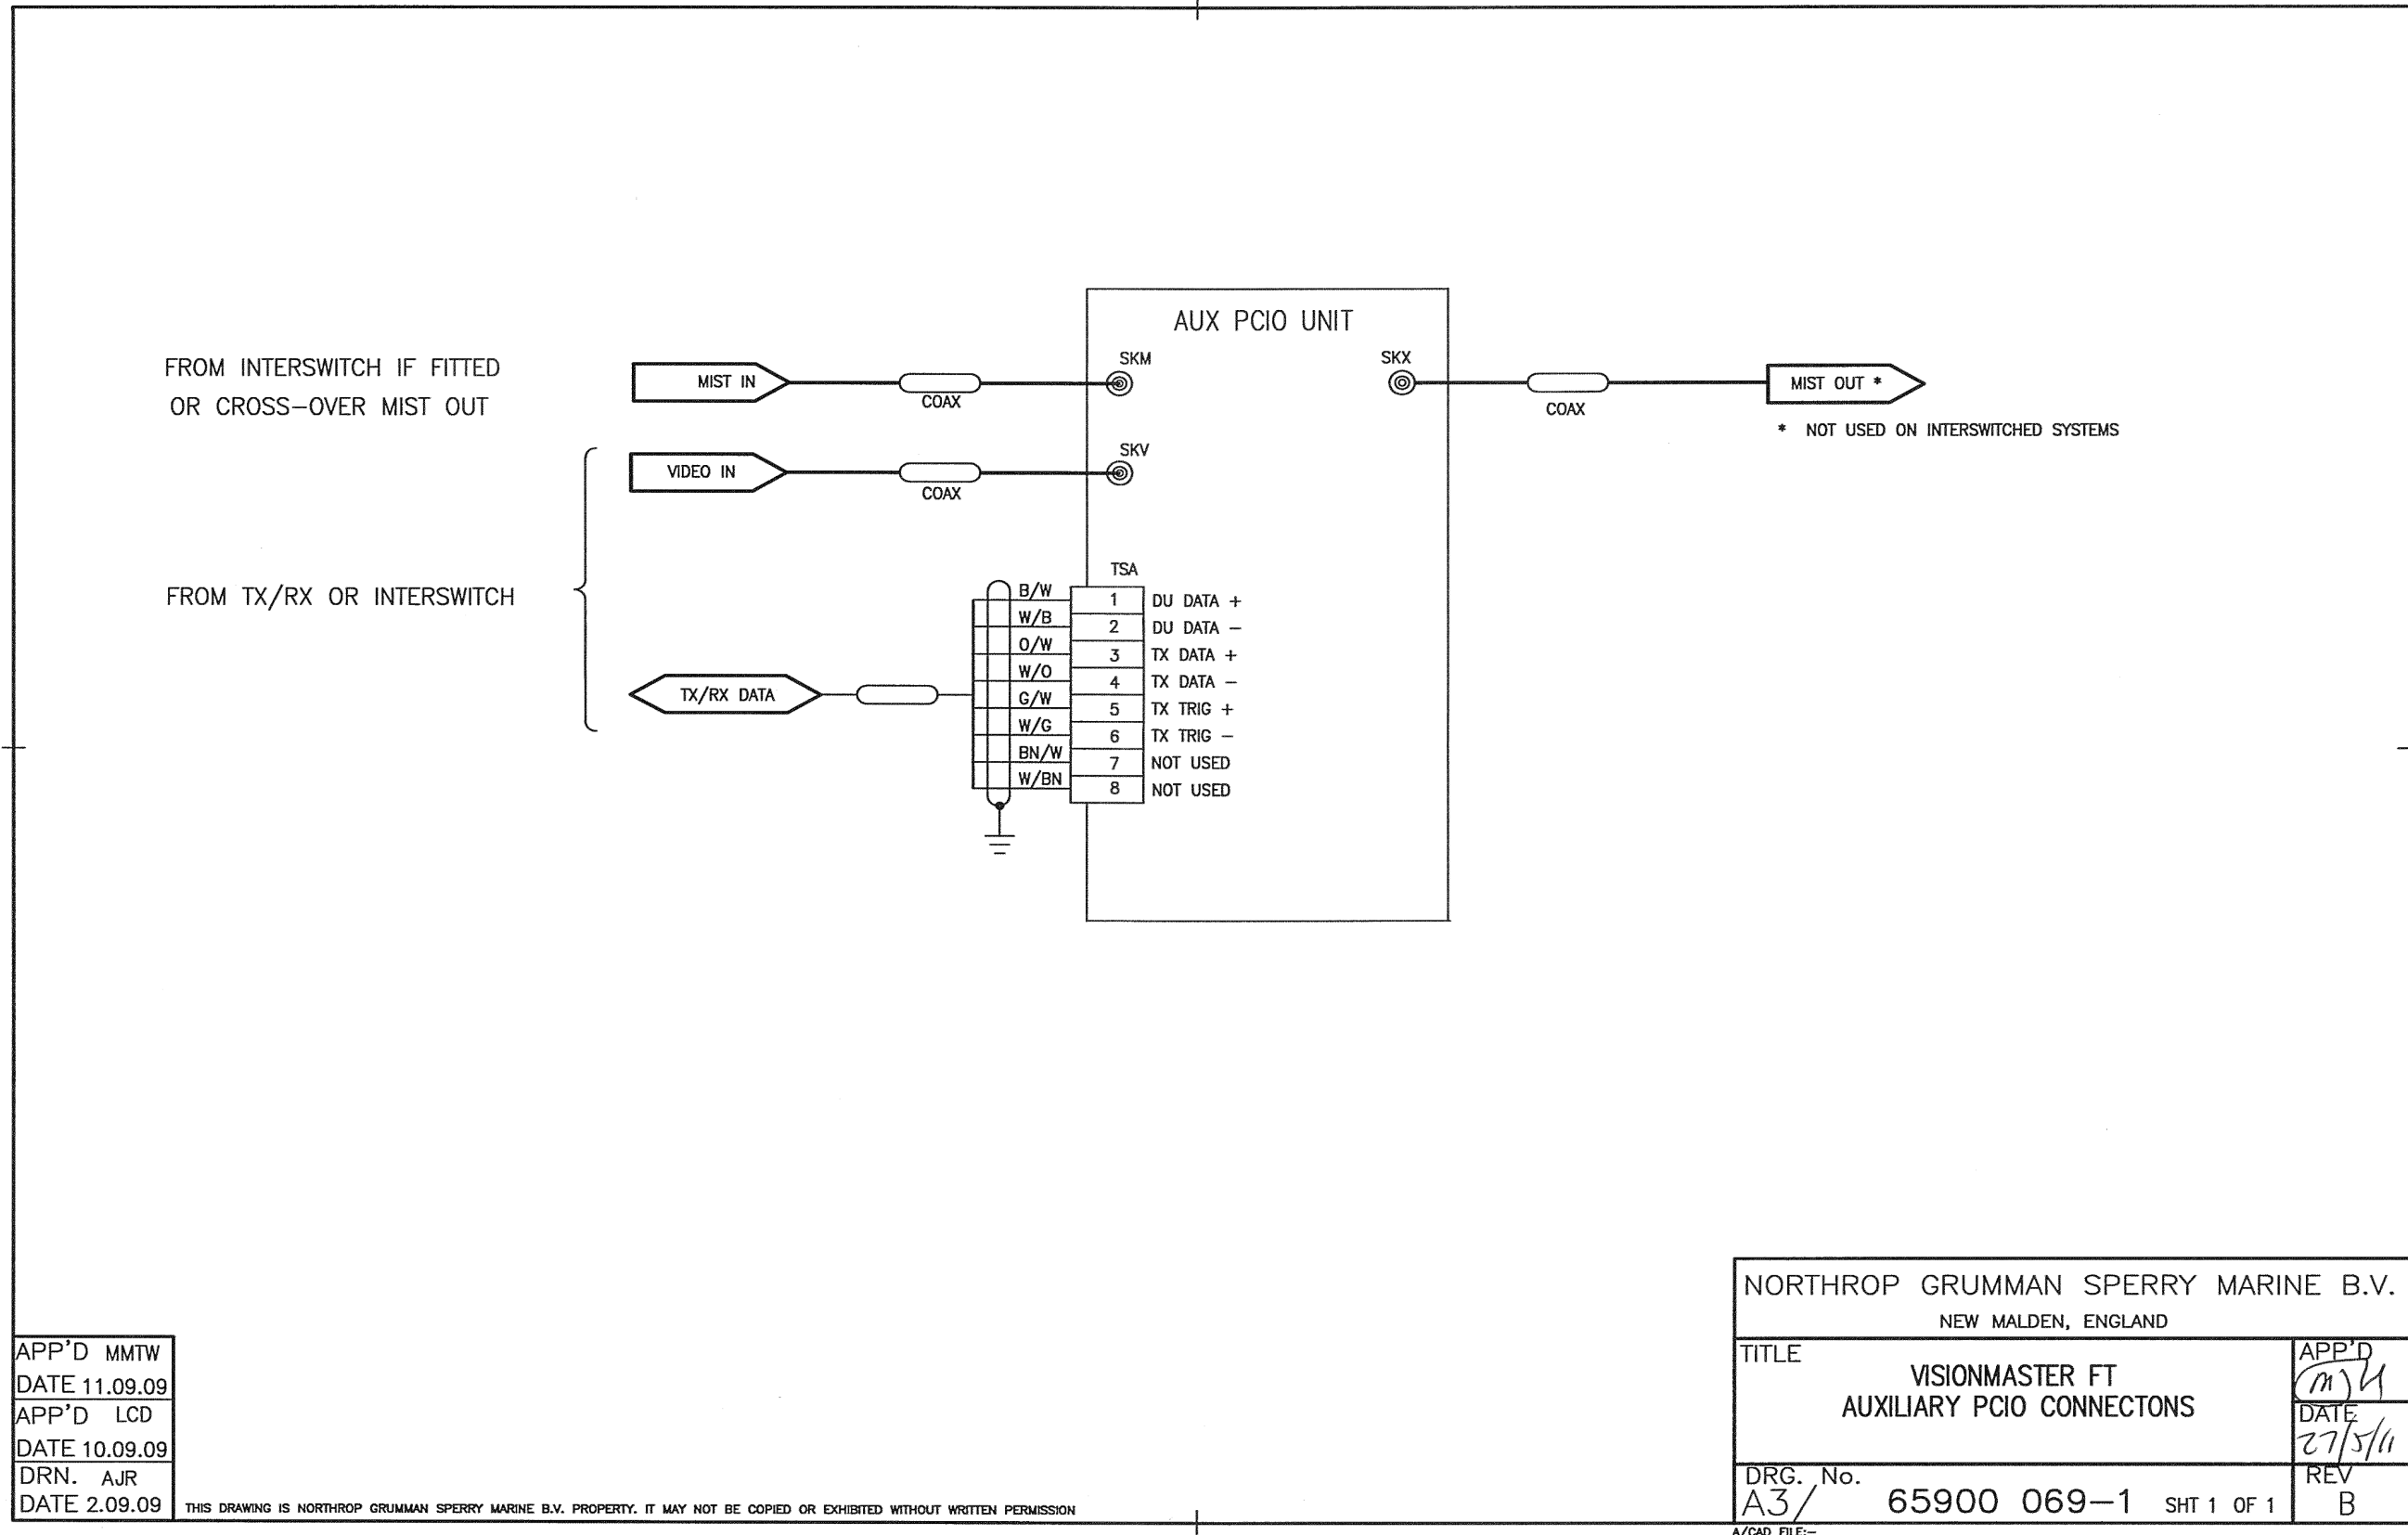 AUX PCIO UNIT
FROM INTERSWITCH IF FITTED
OR CROSS-OVER MIST OUT
MIST IN
COAX
SKM
SKX
COAX
MIST OUT *
* NOT USED ON INTERSWITCHED SYSTEMS
VIDEO IN
COAX
SKV
FROM TX/RX OR INTERSWITCH
TX/RX DATA
TSA
B/W 1 DU DATA +
W/B 2 DU DATA -
O/W 3 TX DATA +
W/O 4 TX DATA -
G/W 5 TX TRIG +
W/G 6 TX TRIG -
BN/W 7 NOT USED
W/BN 8 NOT USED
APP'D MMTW
DATE 11.09.09
APP'D LCD
DATE 10.09.09
DRN. AJR
DATE 2.09.09
THIS DRAWING IS NORTHROP GRUMMAN SPERRY MARINE B.V. PROPERTY. IT MAY NOT BE COPIED OR EXHIBITED WITHOUT WRITTEN PERMISSION
NORTHROP GRUMMAN SPERRY MARINE B.V.
NEW MALDEN, ENGLAND
TITLE
VISIONMASTER FT
AUXILIARY PCIO CONNECTONS
APP'D
DATE
27/5/11
DRG. No.
A3/ 65900 069-1 SHT 1 OF 1
REV
B
A/CAD FILE:-